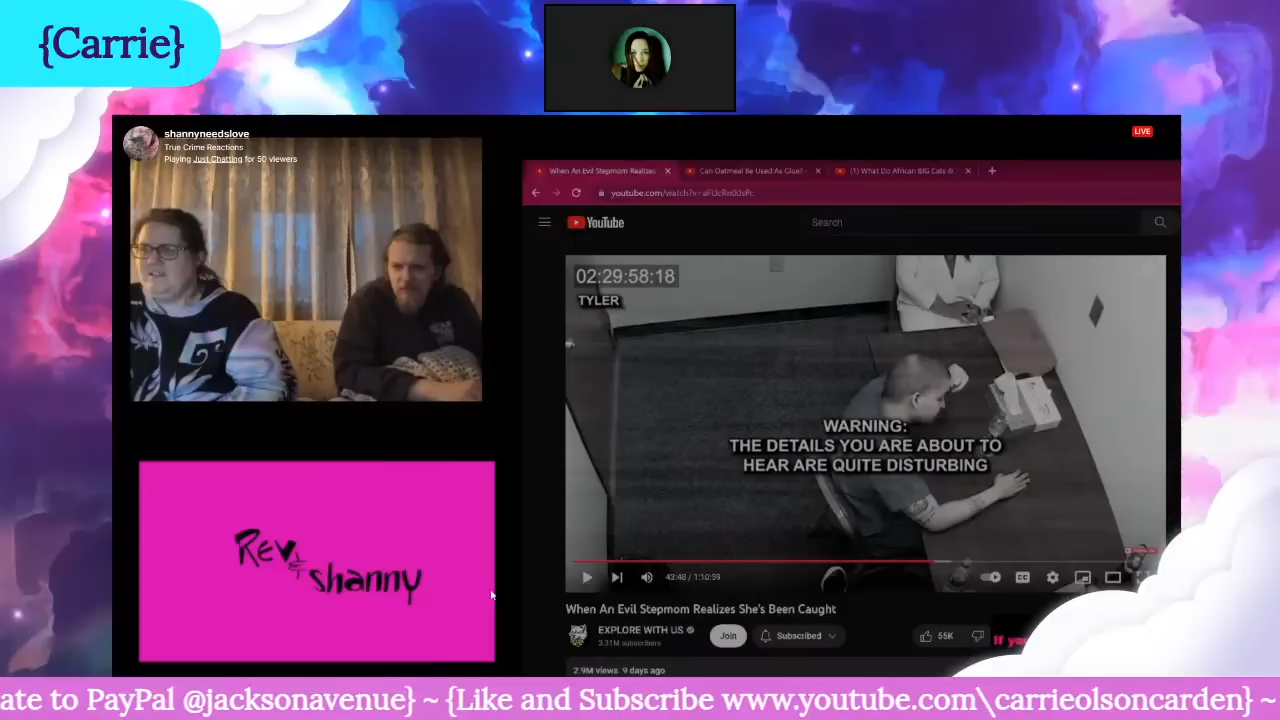 {Carrie}
shannyneedslove
True Crime Reactions
Playing Just Chatting for 50 viewers
LIVE
When An Evil Stepmom Realizes
Can Oatmeal Be Used As Glue? -
(1) What Do African BIG Cats &
YouTube
Search
02:29:58:18
TYLER
WARNING:
THE DETAILS YOU ARE ABOUT TO
HEAR ARE QUITE DISTURBING
Rev
&
shanny
43:48 / 1:10:59
When An Evil Stepmom Realizes She's Been Caught
EXPLORE WITH US
3.31M subscribers
Join
Subscribed
55K
If you
2.9M views 9 days ago
ate to PayPal @jacksonavenue} ~ {Like and Subscribe www.youtube.com\carrieolsoncarden} ~